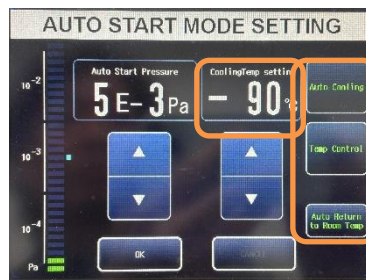 AUTO START MODE SETTING
Auto Start Pressure
5 E- 3 Pa
CoolingTemp setting
- 90 °c
Auto Cooling
Temp Control
Auto Return
to Room Temp
10-2
10-3
10-4
Pa
OK
CANCEL